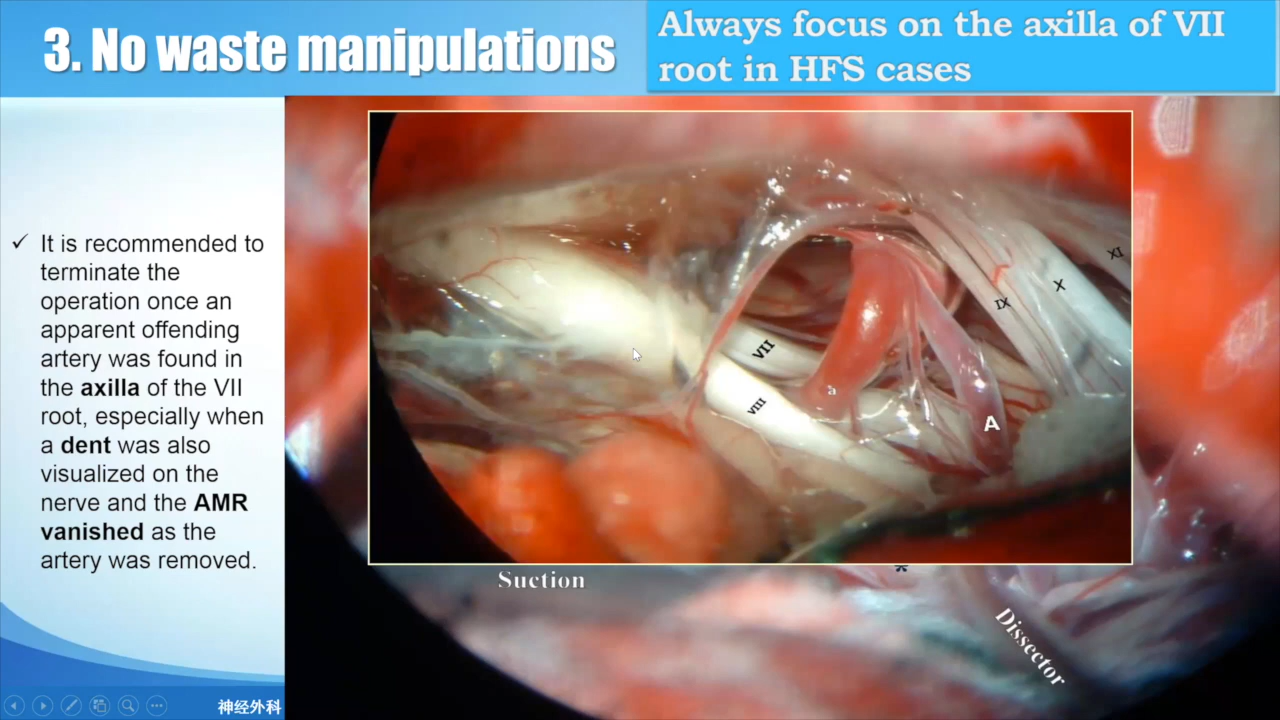 3. No waste manipulations
Always focus on the axilla of VII
root in HFS cases
✓ It is recommended to
terminate the
operation once an
apparent offending
artery was found in
the axilla of the VII
root, especially when
a dent was also
visualized on the
nerve and the AMR
vanished as the
artery was removed.
VII
VIII
a
A
IX
X
XI
Suction
*
Dissector
神经外科